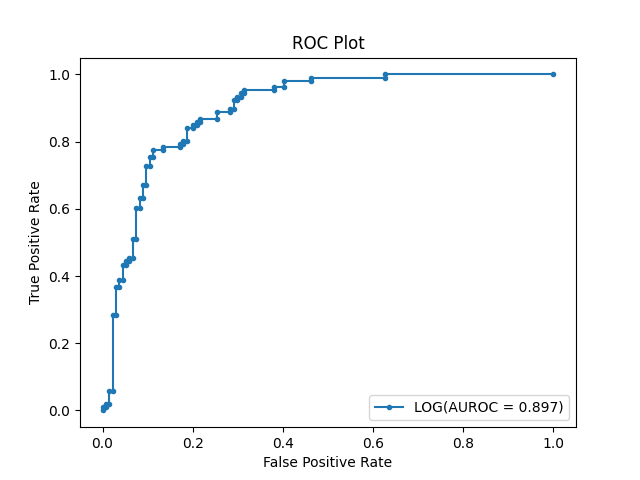 ROC Plot
1.0
0.8
0.6
0.4
0.2
0.0
True Positive Rate
LOG(AUROC = 0.897)
0.0 0.2 0.4 0.6 0.8 1.0
False Positive Rate